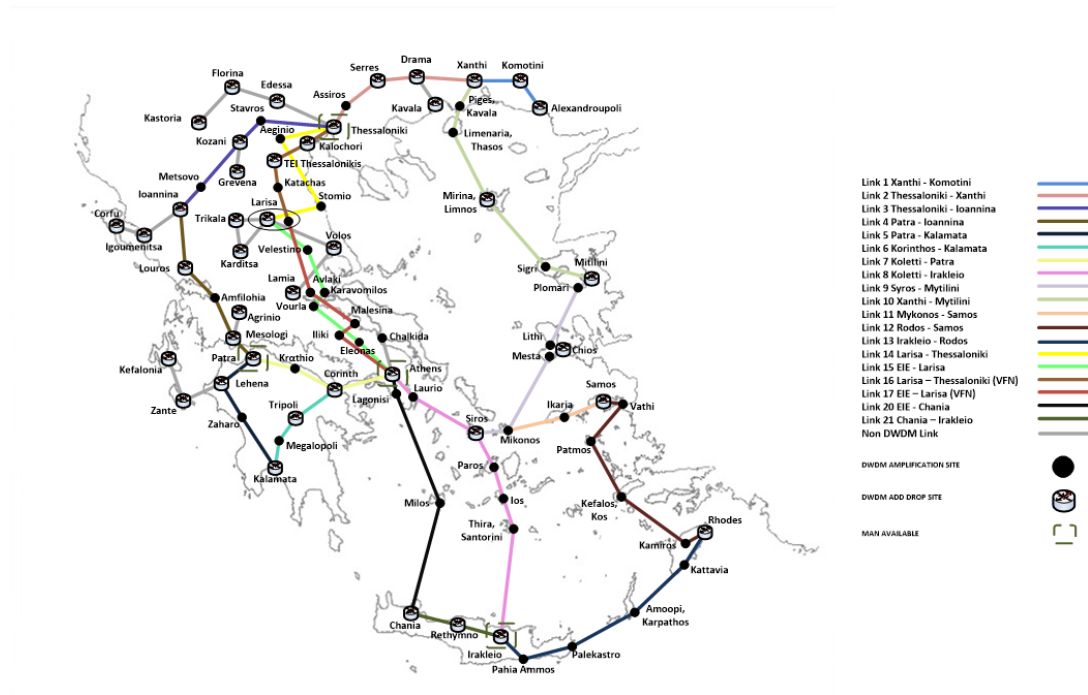 Florina
Edessa
Serres
Drama
Xanthi
Komotini
Assiros
Kastoria
Stavros
Kavala
Piges,
Kavala
Alexandroupoli
Aeginio
Thessaloniki
Kozani
Kalochori
Limenaria,
Thasos
TEI Thessalonikis
Metsovo
Grevena
Katachas
Ioannina
Stomio
Larisa
Mirina,
Limnos
Corfu
Trikala
Igoumenitsa
Volos
Velestino
Karditsa
Louros
Sigri
Mitilini
Lamia
Avlaki
Karavomilos
Plomari
Amfilohia
Vourla
Malesina
Agrinio
Iliki
Chalkida
Mesologi
Eleonas
Lithi
Mesta
Chios
Patra
Krathio
Athens
Kefalonia
Lehena
Corinth
Lagonisi
Laurio
Samos
Zante
Tripoli
Ikaria
Vathi
Zaharo
Siros
Mikonos
Megalopoli
Patmos
Kalamata
Paros
Milos
Ios
Kefalos,
Kos
Thira,
Santorini
Rhodes
Kamiros
Kattavia
Amoopi,
Karpathos
Chania
Rethymno
Irakleio
Palekastro
Pahia Ammos
Link 1 Xanthi - Komotini
Link 2 Thessaloniki - Xanthi
Link 3 Thessaloniki - Ioannina
Link 4 Patra - Ioannina
Link 5 Patra - Kalamata
Link 6 Korinthos - Kalamata
Link 7 Koletti - Patra
Link 8 Koletti - Irakleio
Link 9 Syros - Mytilini
Link 10 Xanthi - Mytilini
Link 11 Mykonos - Samos
Link 12 Rodos - Samos
Link 13 Irakleio - Rodos
Link 14 Larisa - Thessaloniki
Link 15 EIE - Larisa
Link 16 Larisa – Thessaloniki (VFN)
Link 17 EIE – Larisa (VFN)
Link 20 EIE - Chania
Link 21 Chania – Irakleio
Non DWDM Link
DWDM AMPLIFICATION SITE
DWDM ADD DROP SITE
MAN AVAILABLE